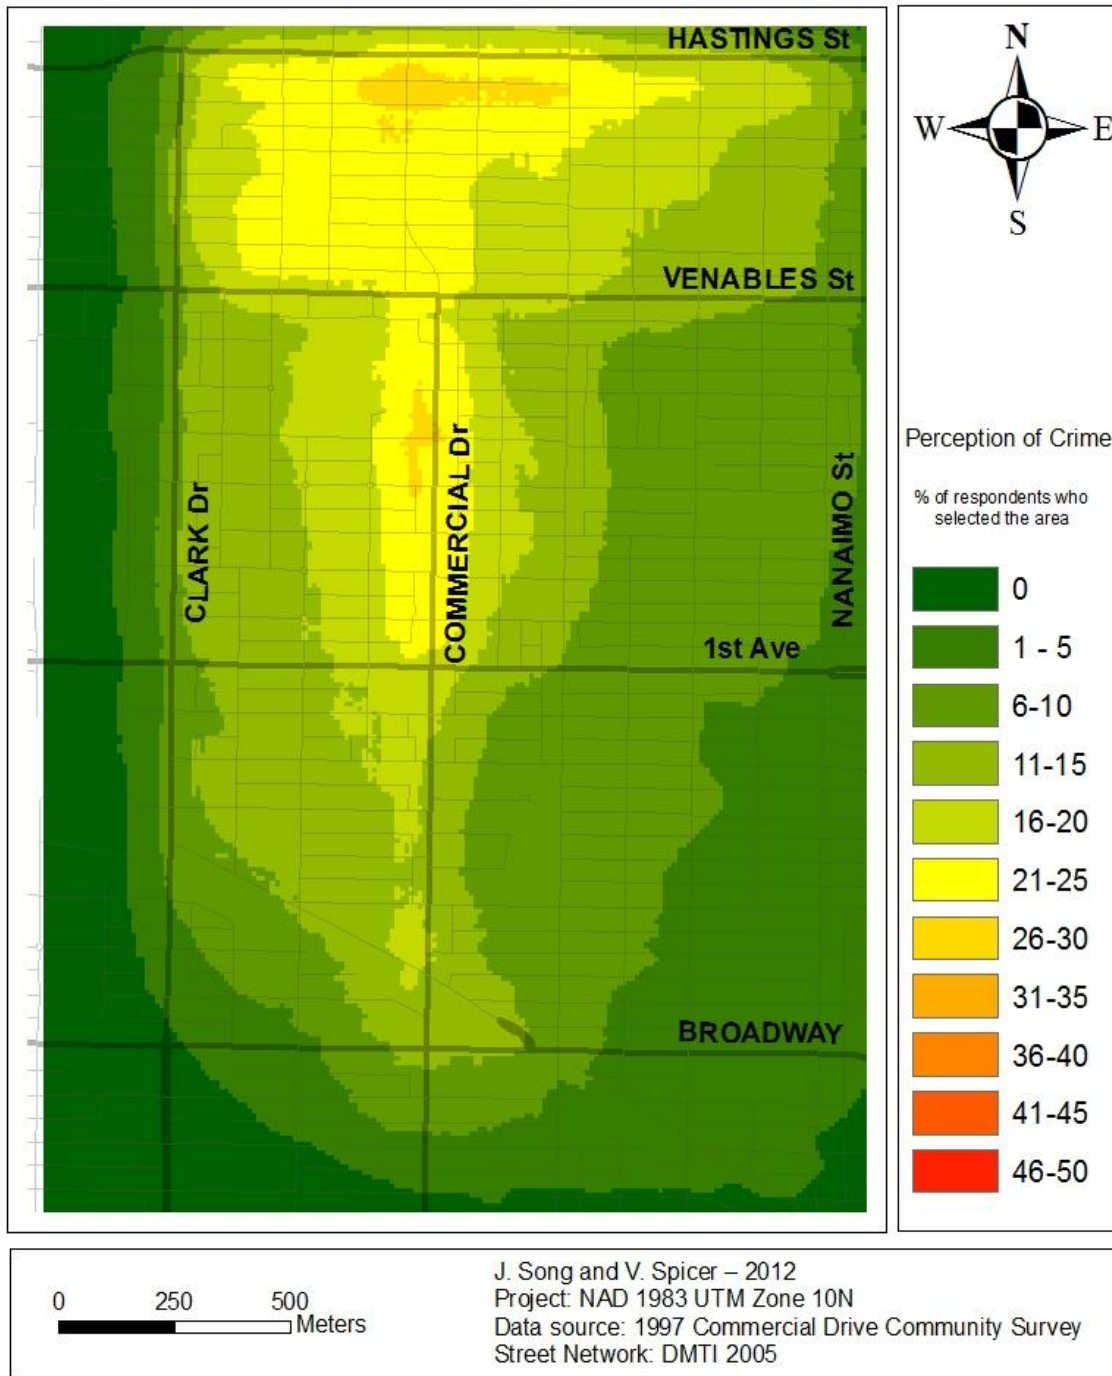 HASTINGS St
VENABLES St
CLARK Dr
COMMERCIAL Dr
NANAIMO St
1st Ave
BROADWAY
N
W
E
S
Perception of Crime
% of respondents who
selected the area
0
1 - 5
6-10
11-15
16-20
21-25
26-30
31-35
36-40
41-45
46-50
0 250 500
Meters
J. Song and V. Spicer – 2012
Project: NAD 1983 UTM Zone 10N
Data source: 1997 Commercial Drive Community Survey
Street Network: DMTI 2005